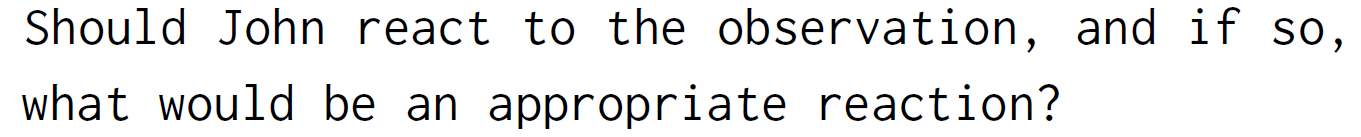 Should John react to the observation, and if so,
what would be an appropriate reaction?